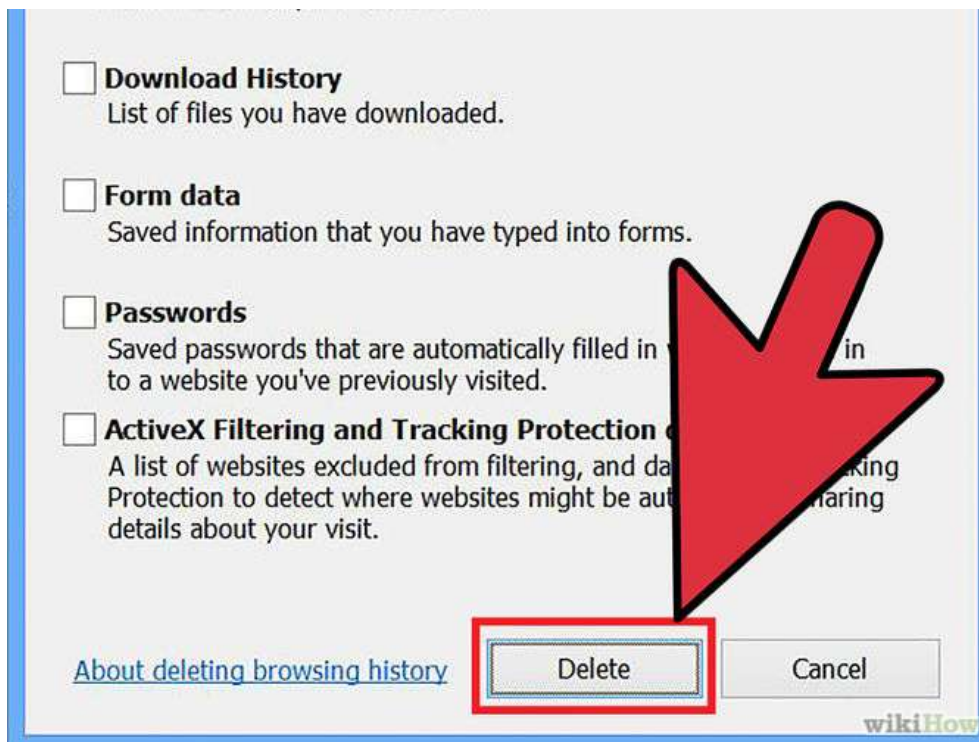 Download History
List of files you have downloaded.
Form data
Saved information that you have typed into forms.
Passwords
Saved passwords that are automatically filled in in
to a website you've previously visited.
ActiveX Filtering and Tracking Protection
A list of websites excluded from filtering, and
Protection to detect where websites might be
details about your visit.
About deleting browsing history
Delete
Cancel
wikiHow